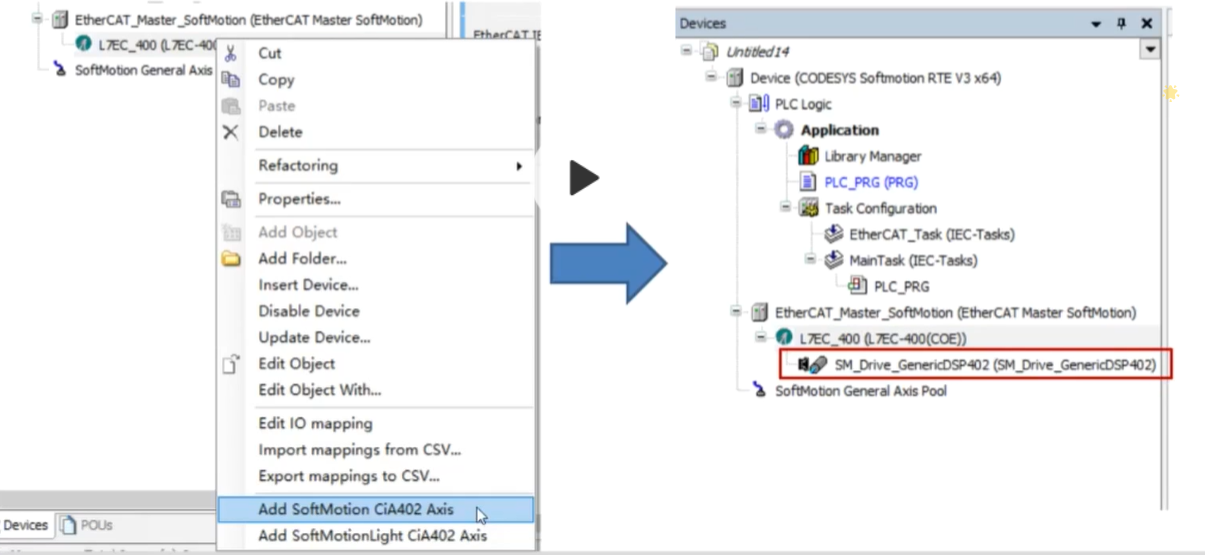 EtherCAT_Master_SoftMotion (EtherCAT Master SoftMotion)
L7EC_400 (L7EC-400
SoftMotion General Axis
EtherCAT IE
Cut
Copy
Paste
Delete
Refactoring
Properties...
Add Object
Add Folder...
Insert Device...
Disable Device
Update Device...
Edit Object
Edit Object With...
Edit IO mapping
Import mappings from CSV...
Export mappings to CSV...
Add SoftMotion CiA402 Axis
Add SoftMotionLight CiA402 Axis
Devices
POUs
Devices
Untitled14
Device (CODESYS Softmotion RTE V3 x64)
PLC Logic
Application
Library Manager
PLC_PRG (PRG)
Task Configuration
EtherCAT_Task (IEC-Tasks)
MainTask (IEC-Tasks)
PLC_PRG
EtherCAT_Master_SoftMotion (EtherCAT Master SoftMotion)
L7EC_400 (L7EC-400(COE))
SM_Drive_GenericDSP402 (SM_Drive_GenericDSP402)
SoftMotion General Axis Pool